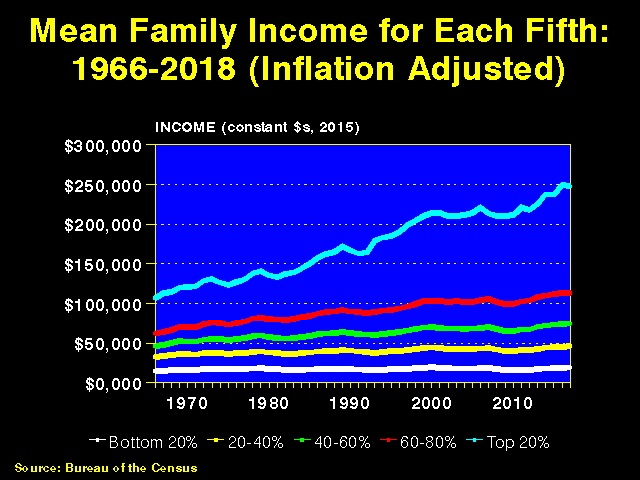 Mean Family Income for Each Fifth:
1966-2018 (Inflation Adjusted)
INCOME (constant $s, 2015)
$300,000
$250,000
$200,000
$150,000
$100,000
$50,000
$0,000
1970 1980 1990 2000 2010
Bottom 20% 20-40% 40-60% 60-80% Top 20%
Source: Bureau of the Census